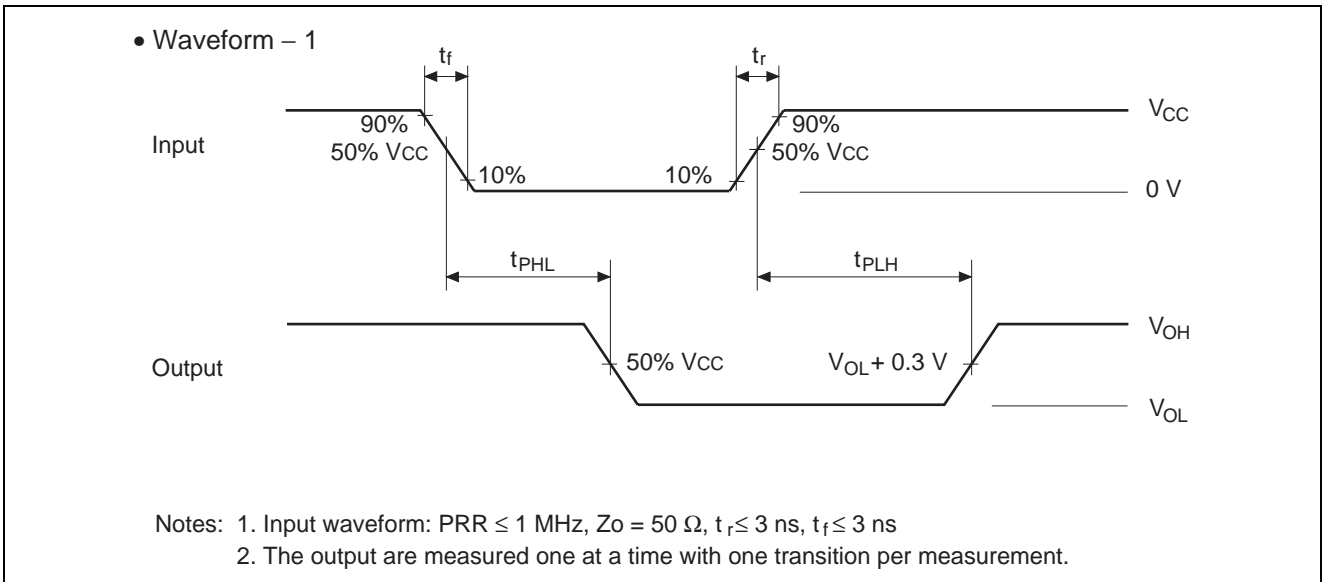 • Waveform – 1
tf
tr
VCC
90%
90%
Input
50% VCC
50% VCC
10%
10%
0 V
tPHL
tPLH
VOH
Output
50% VCC
VOL + 0.3 V
VOL
Notes: 1. Input waveform: PRR ≤ 1 MHz, Zo = 50 Ω, t r ≤ 3 ns, t f ≤ 3 ns
2. The output are measured one at a time with one transition per measurement.